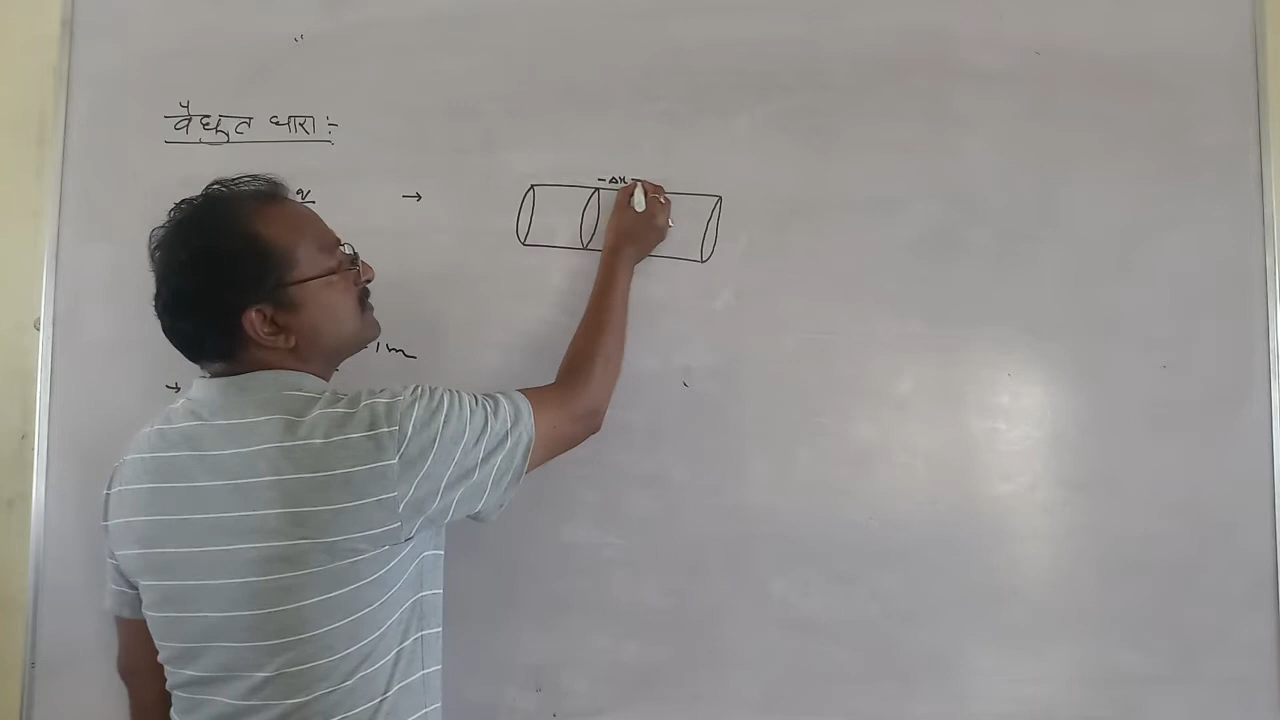 वैद्युत धारा :-
q →
- Δx -
1 m
→